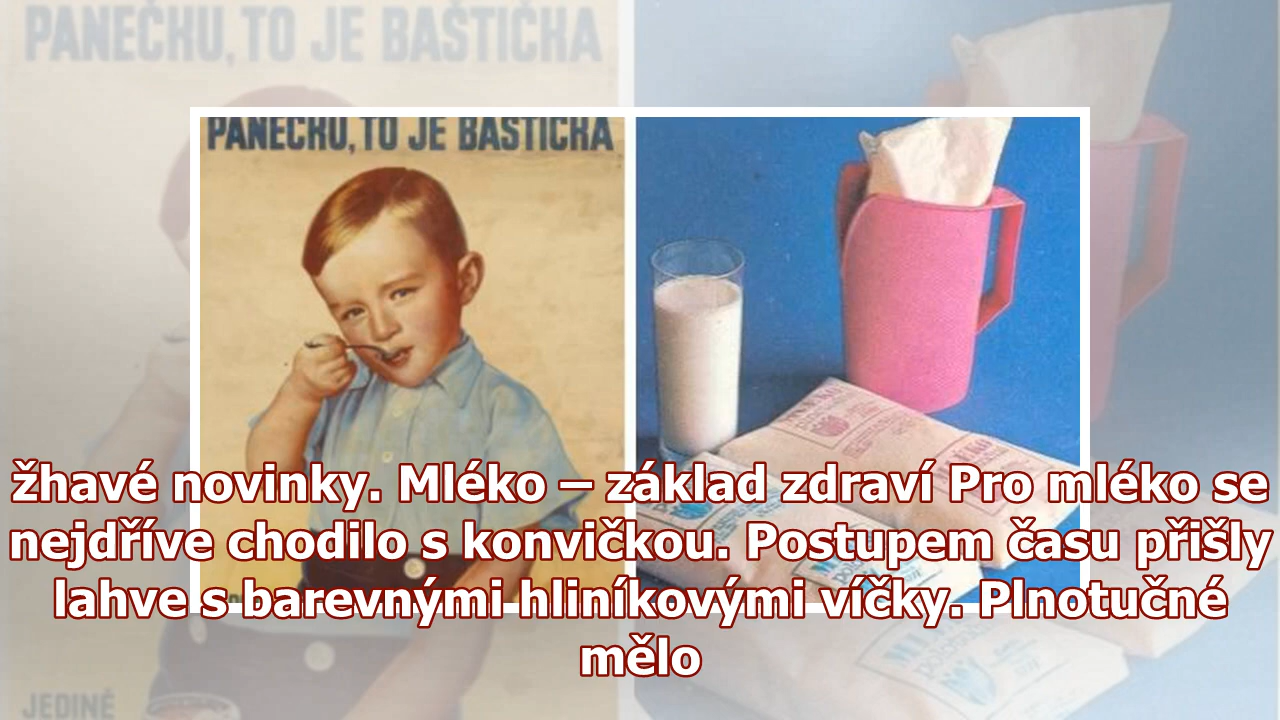 PANEČKU, TO JE BAŠTIČKA
PANEČKU, TO JE BAŠTIČKA
žhavé novinky. Mléko – základ zdraví Pro mléko se
nejdříve chodilo s konvičkou. Postupem času přišly
lahve s barevnými hliníkovými víčky. Plnotučné
mělo
JEDINĚ